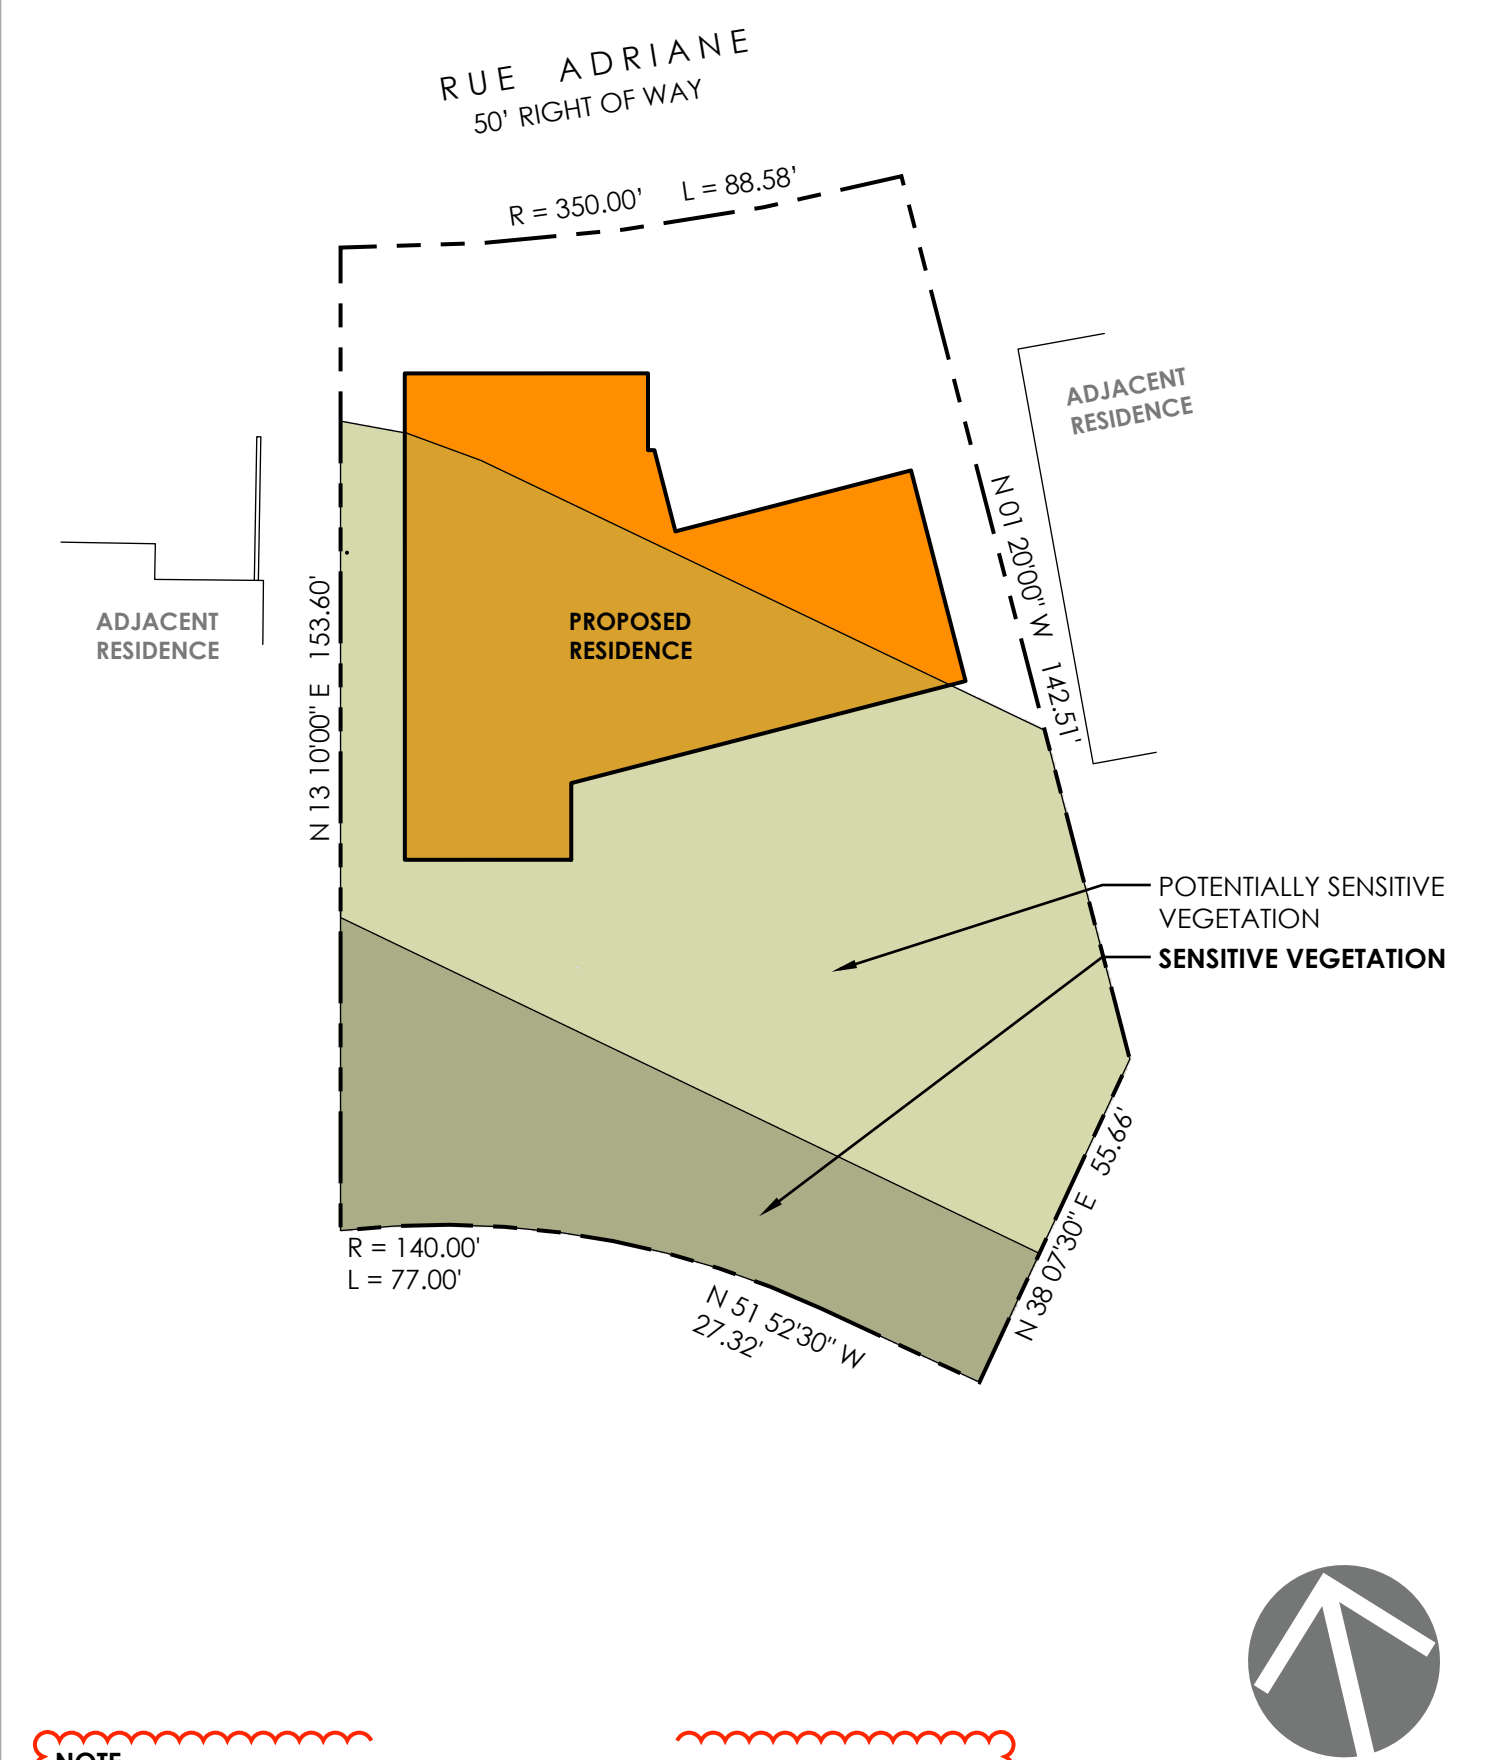 RUE ADRIANE
50' RIGHT OF WAY
R = 350.00' L = 88.58'
ADJACENT
RESIDENCE
N 01 20'00" W 142.51'
ADJACENT
RESIDENCE
N 13 10'00" E 153.60'
PROPOSED
RESIDENCE
POTENTIALLY SENSITIVE
VEGETATION
SENSITIVE VEGETATION
N 38 07'30" E 55.66'
R = 140.00'
L = 77.00'
N 51 52'30" W
27.32'
NOTE